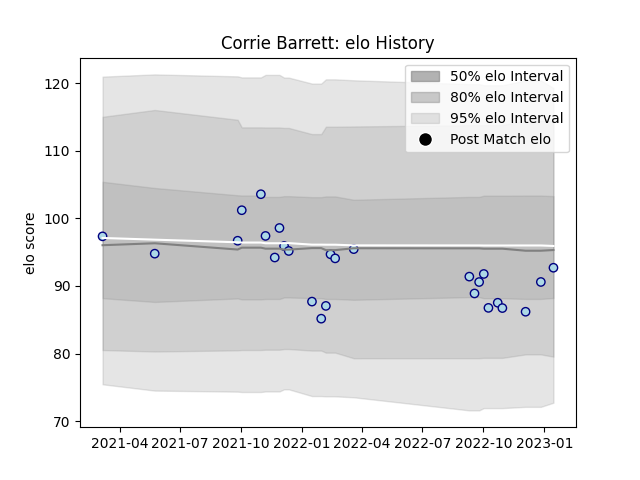 Corrie Barrett: elo History
50% elo Interval
80% elo Interval
95% elo Interval
Post Match elo
elo score
120
110
100
90
80
70
2021-04 2021-07 2021-10 2022-01 2022-04 2022-07 2022-10 2023-01